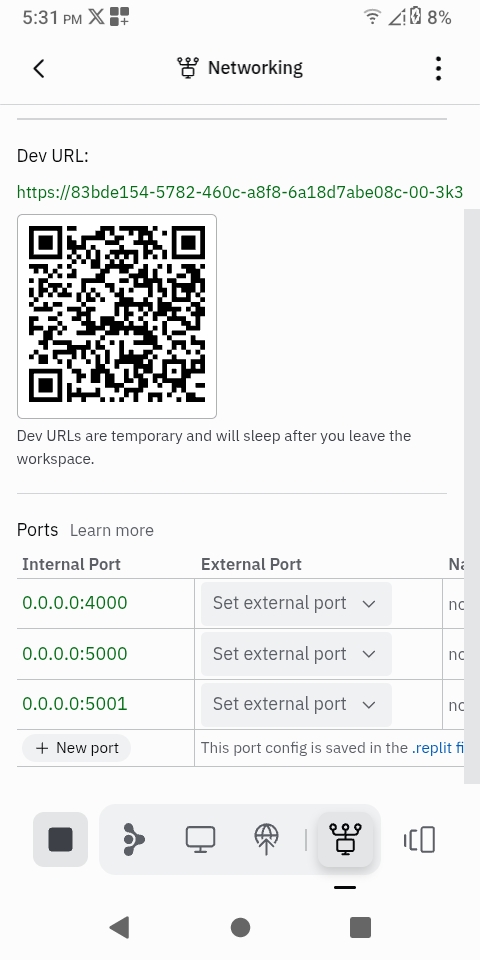 5:31 PM
8%
Networking
Dev URL:
https://83bde154-5782-460c-a8f8-6a18d7abe08c-00-3k3
Dev URLs are temporary and will sleep after you leave the
workspace.
Ports Learn more
Internal Port External Port Na
0.0.0.0:4000 Set external port no
0.0.0.0:5000 Set external port no
0.0.0.0:5001 Set external port no
+ New port This port config is saved in the .replit fi